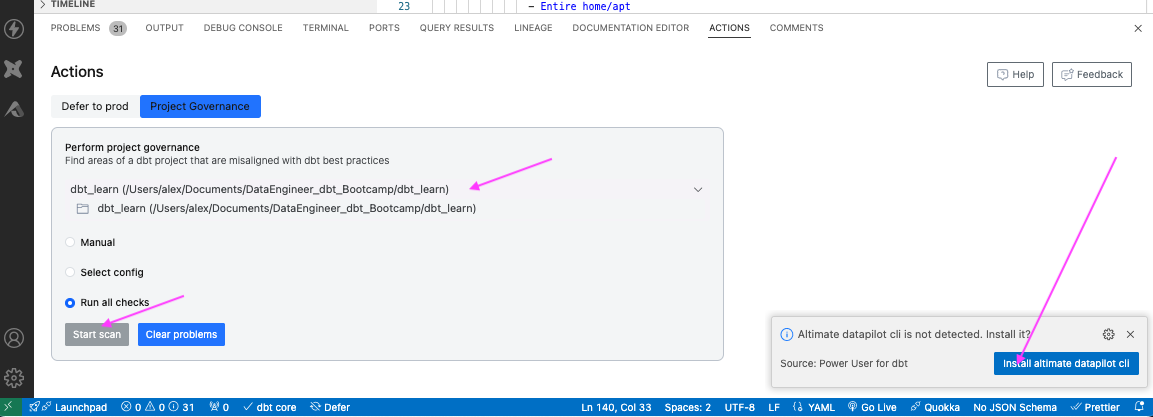 TIMELINE
23 - Entire home/apt
PROBLEMS 31 OUTPUT DEBUG CONSOLE TERMINAL PORTS QUERY RESULTS LINEAGE DOCUMENTATION EDITOR ACTIONS COMMENTS
Actions
Help Feedback
Defer to prod Project Governance
Perform project governance
Find areas of a dbt project that are misaligned with dbt best practices
dbt_learn (/Users/alex/Documents/DataEngineer_dbt_Bootcamp/dbt_learn)
dbt_learn (/Users/alex/Documents/DataEngineer_dbt_Bootcamp/dbt_learn)
Manual
Select config
Run all checks
Start scan Clear problems
Altimate datapilot cli is not detected. Install it?
Source: Power User for dbt Install altimate datapilot cli
Launchpad 0 0 31 0 dbt core Defer Ln 140, Col 33 Spaces: 2 UTF-8 LF YAML Go Live Quokka No JSON Schema Prettier